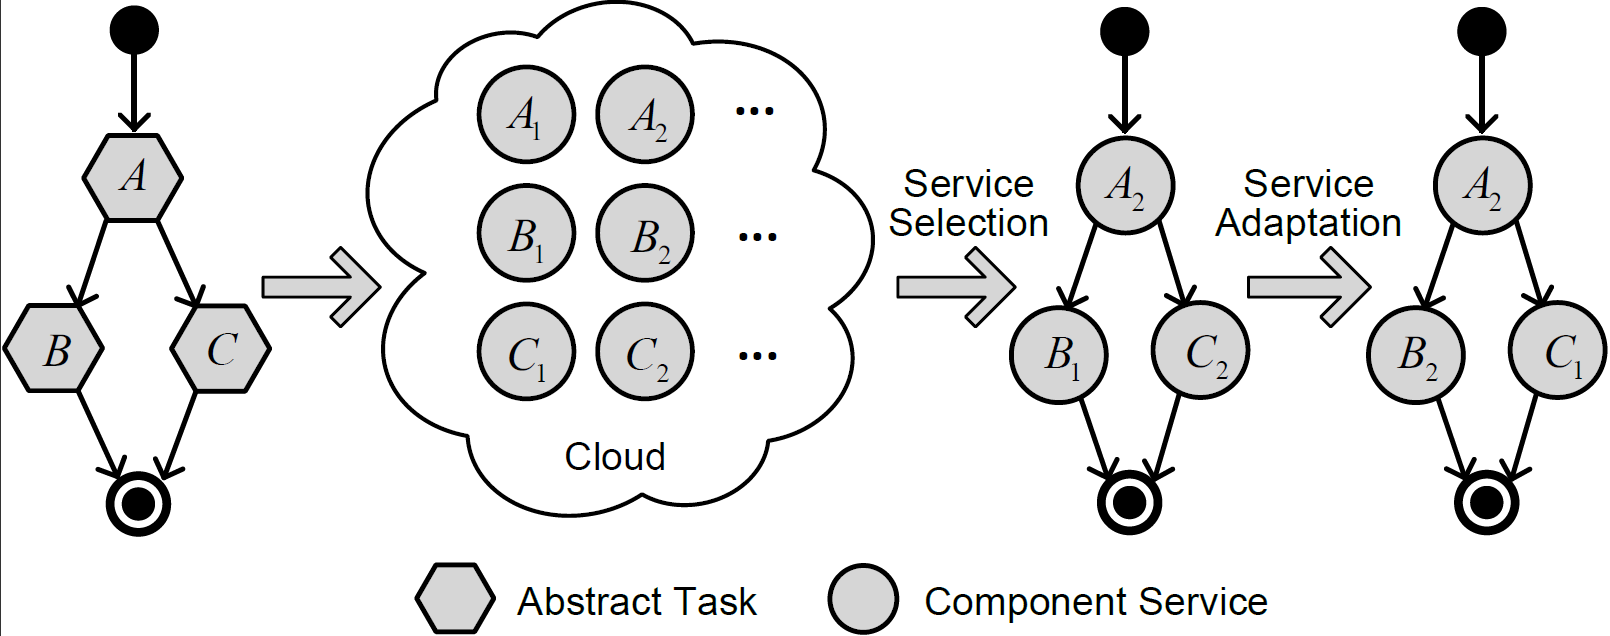 A
B
C
A1 A2 ...
B1 B2 ...
C1 C2 ...
Cloud
Service
Selection
A2
B1 C2
Service
Adaptation
A2
B2 C1
Abstract Task
Component Service